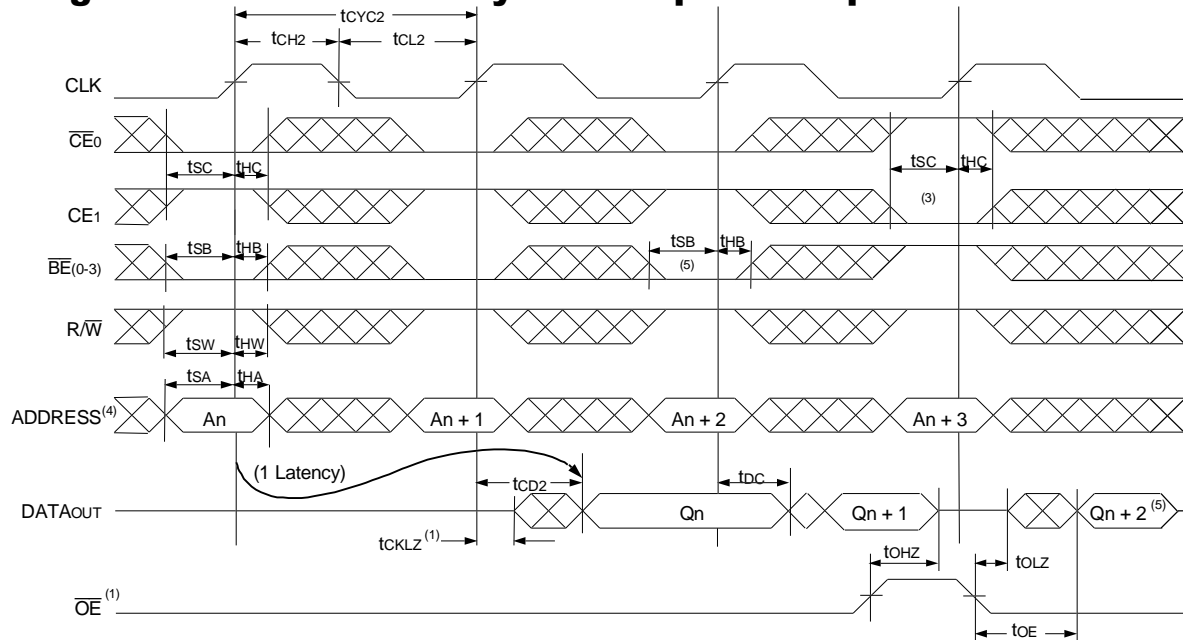 tCYC2
tCH2 tCL2
CLK
CE0
tSC tHC tSC tHC
(3)
CE1
tSB tHB tSB tHB
(5)
BE(0-3)
R/W
tSW tHW
tSA tHA
ADDRESS(4) An An + 1 An + 2 An + 3
(1 Latency)
tCD2 tDC
DATAOUT Qn Qn + 1 Qn + 2 (5)
tCKLZ(1)
tOHZ tOLZ
OE (1)
tOE